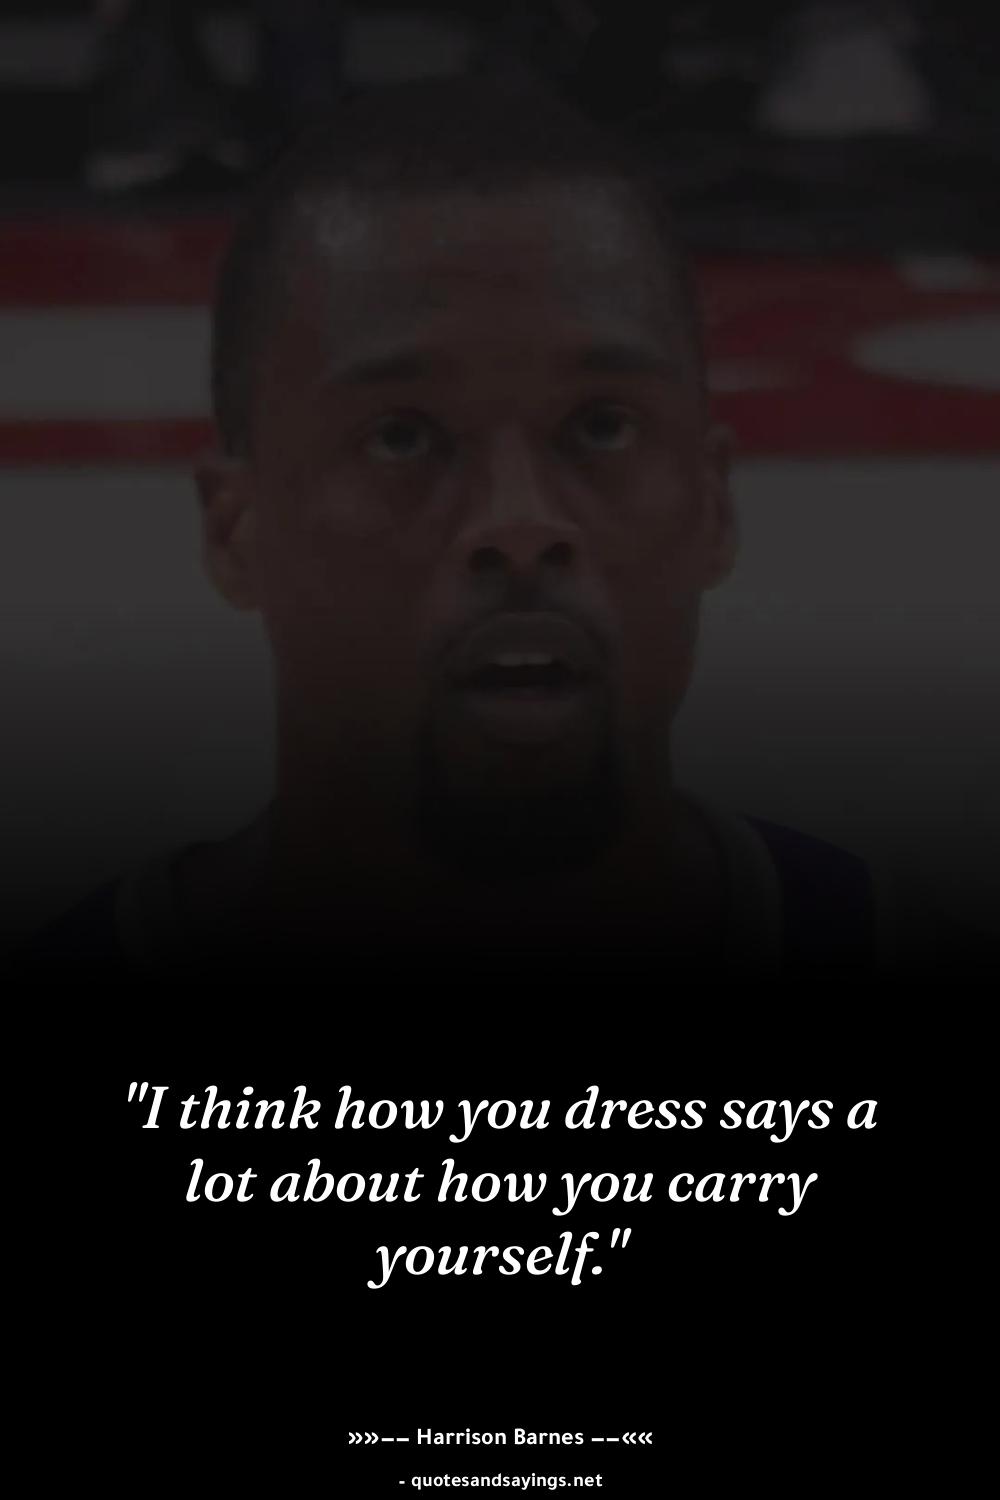 "I think how you dress says a
lot about how you carry
yourself."
»»–– Harrison Barnes ––««
- quotesandsayings.net